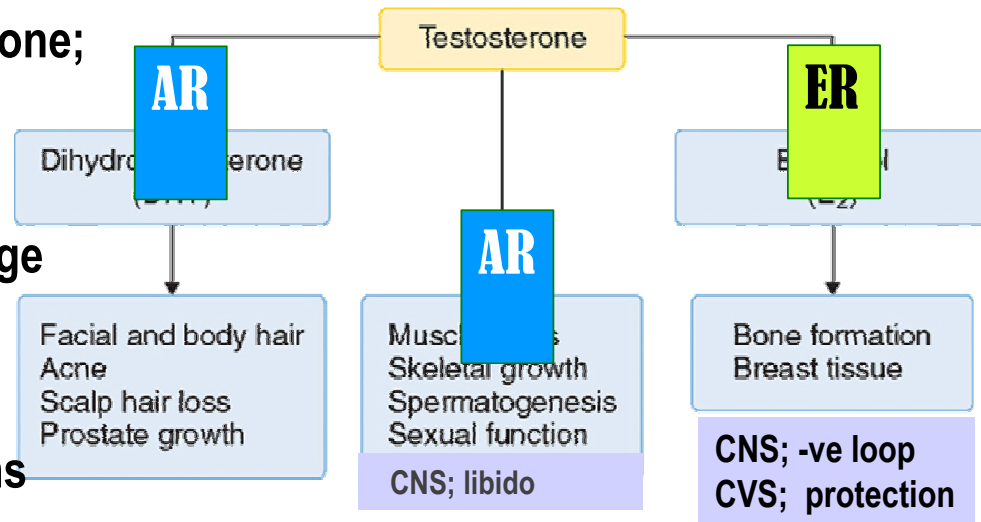 one;
Testosterone
AR
ER
Dihydro erone
ge
AR
Facial and body hair
Acne
Scalp hair loss
Prostate growth
Musc s
Skeletal growth
Spermatogenesis
Sexual function
CNS; libido
Bone formation
Breast tissue
CNS; -ve loop
CVS; protection
ns